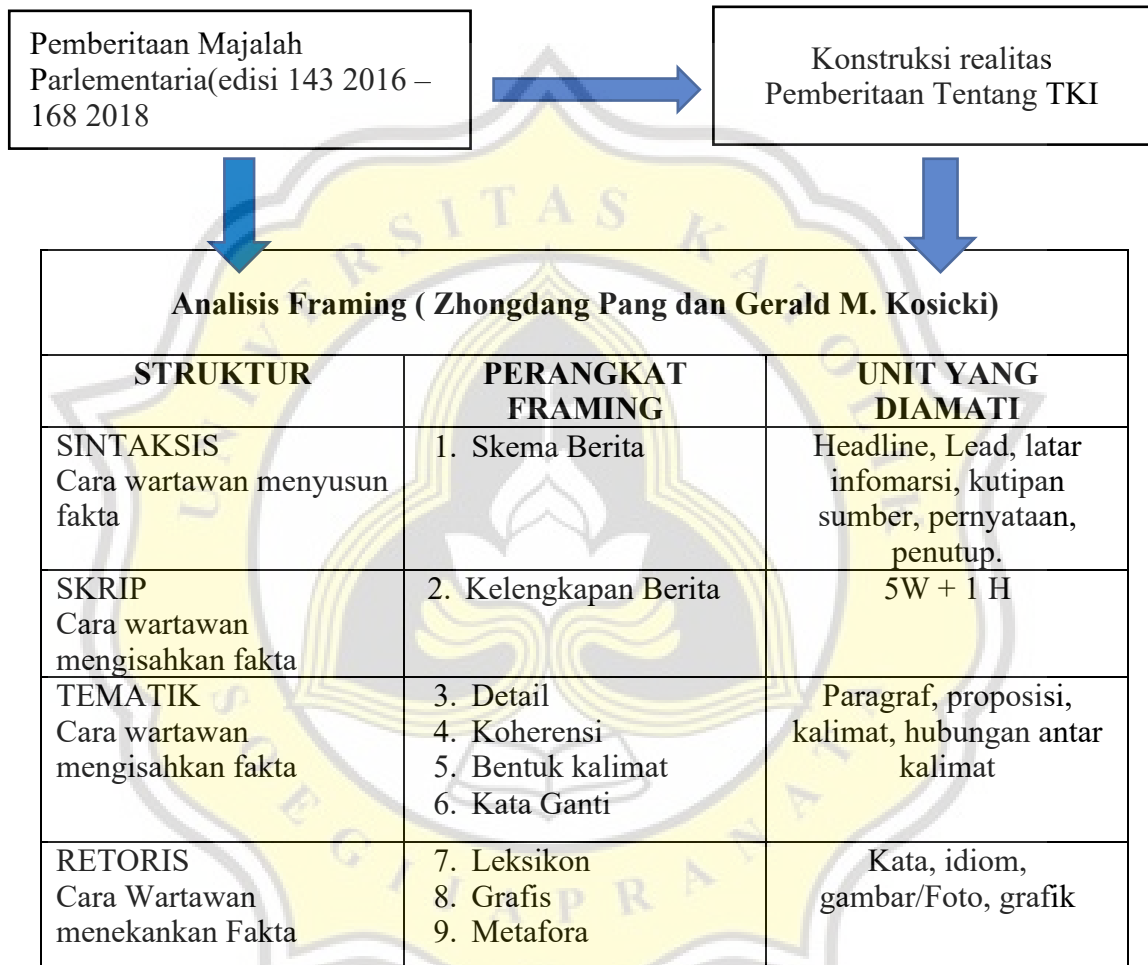 Pemberitaan Majalah
Parlementaria(edisi 143 2016 –
168 2018
Konstruksi realitas
Pemberitaan Tentang TKI
Analisis Framing ( Zhongdang Pang dan Gerald M. Kosicki)
STRUKTUR
PERANGKAT
FRAMING
UNIT YANG
DIAMATI
SINTAKSIS
Cara wartawan menyusun
fakta
1. Skema Berita
Headline, Lead, latar
infomarsi, kutipan
sumber, pernyataan,
penutup.
SKRIP
Cara wartawan
mengisahkan fakta
2. Kelengkapan Berita
5W + 1 H
TEMATIK
Cara wartawan
mengisahkan fakta
3. Detail
4. Koherensi
5. Bentuk kalimat
6. Kata Ganti
Paragraf, proposisi,
kalimat, hubungan antar
kalimat
RETORIS
Cara Wartawan
menekankan Fakta
7. Leksikon
8. Grafis
9. Metafora
Kata, idiom,
gambar/Foto, grafik
UNIVERSITAS KATOLIK
SOEGIJAPRANATA